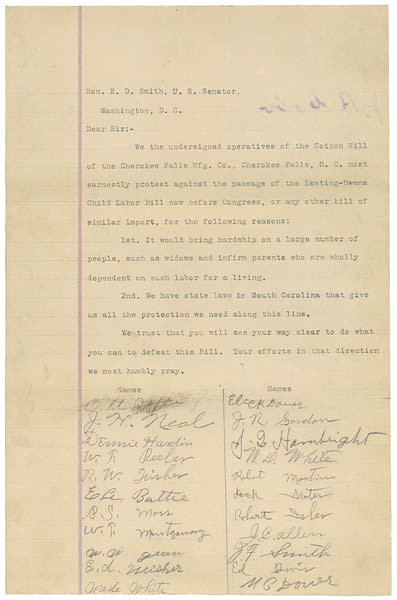 Hon. E. D. Smith, U. S. Senator,
Washington, D. C.
Dear Sir:-
We the undersigned operatives of the Cotton Mill
of the Cherokee Falls Mfg. Co., Cherokee Falls, S. C. most
earnestly protest against the passage of the Keating-Owens
Child Labor Bill now before Congress, or any other bill of
similar import, for the following reasons:
1st. It would bring hardship on a large number of
people, such as widows and infirm parents who are wholly
dependent on such labor for a living.
2nd. We have state laws in South Carolina that give
us all the protection we need along this line.
We trust that you will see your way clear to do what
you can to defeat this Bill. Your efforts in that direction
we most humbly pray.
Names
J. H. Neal
Dennie Hardin
W. T.
R. W. Fisher
Battie
B. S. Moss
W. T. Montgomery
E. d. misher
Wade White
Names
J. R. Gordon
Hambright
W. D. White
Robert Martin
Robert
J. C. allen
J F Smith
Ed
M C Dover